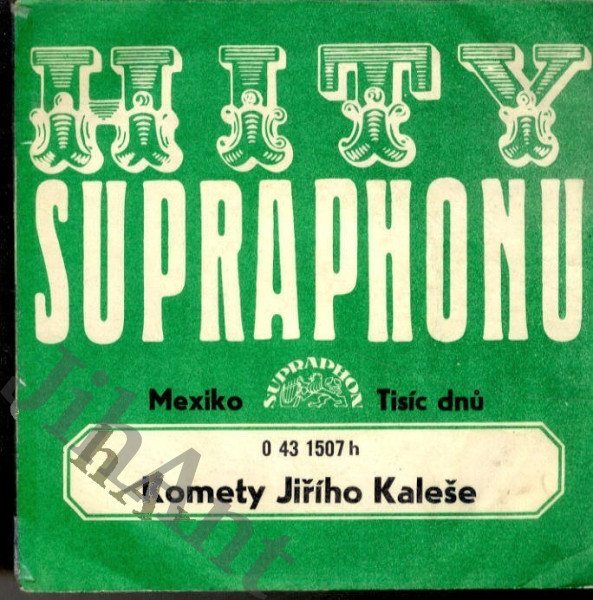 HITY
SUPRAPHONU
Mexiko SUPRAPHON Tisíc dnů
0 43 1507 h
Komety Jiřího Kaleše
JihAnt